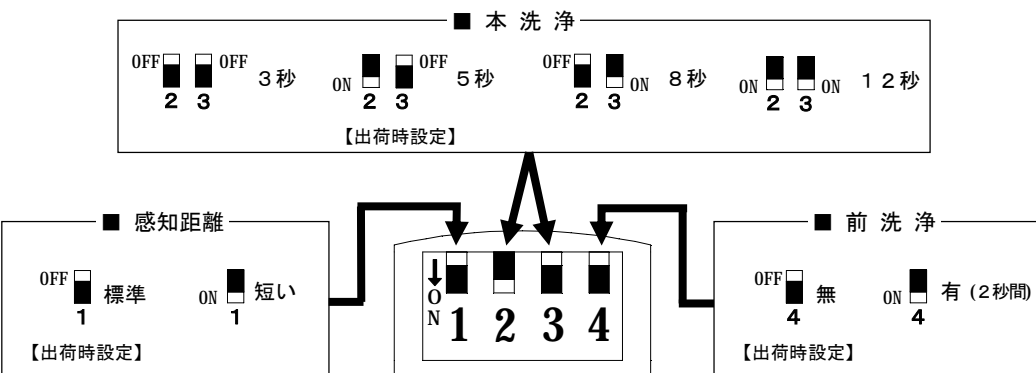 ■ 本 洗 浄
OFF OFF 3秒
2 3
ON OFF 5秒
2 3
OFF ON 8秒
2 3
ON ON 12秒
2 3
【出荷時設定】
■ 感知距離
OFF 標準
1
ON 短い
1
【出荷時設定】
↓ON
1 2 3 4
■ 前 洗 浄
OFF 無
4
ON 有 (2秒間)
4
【出荷時設定】